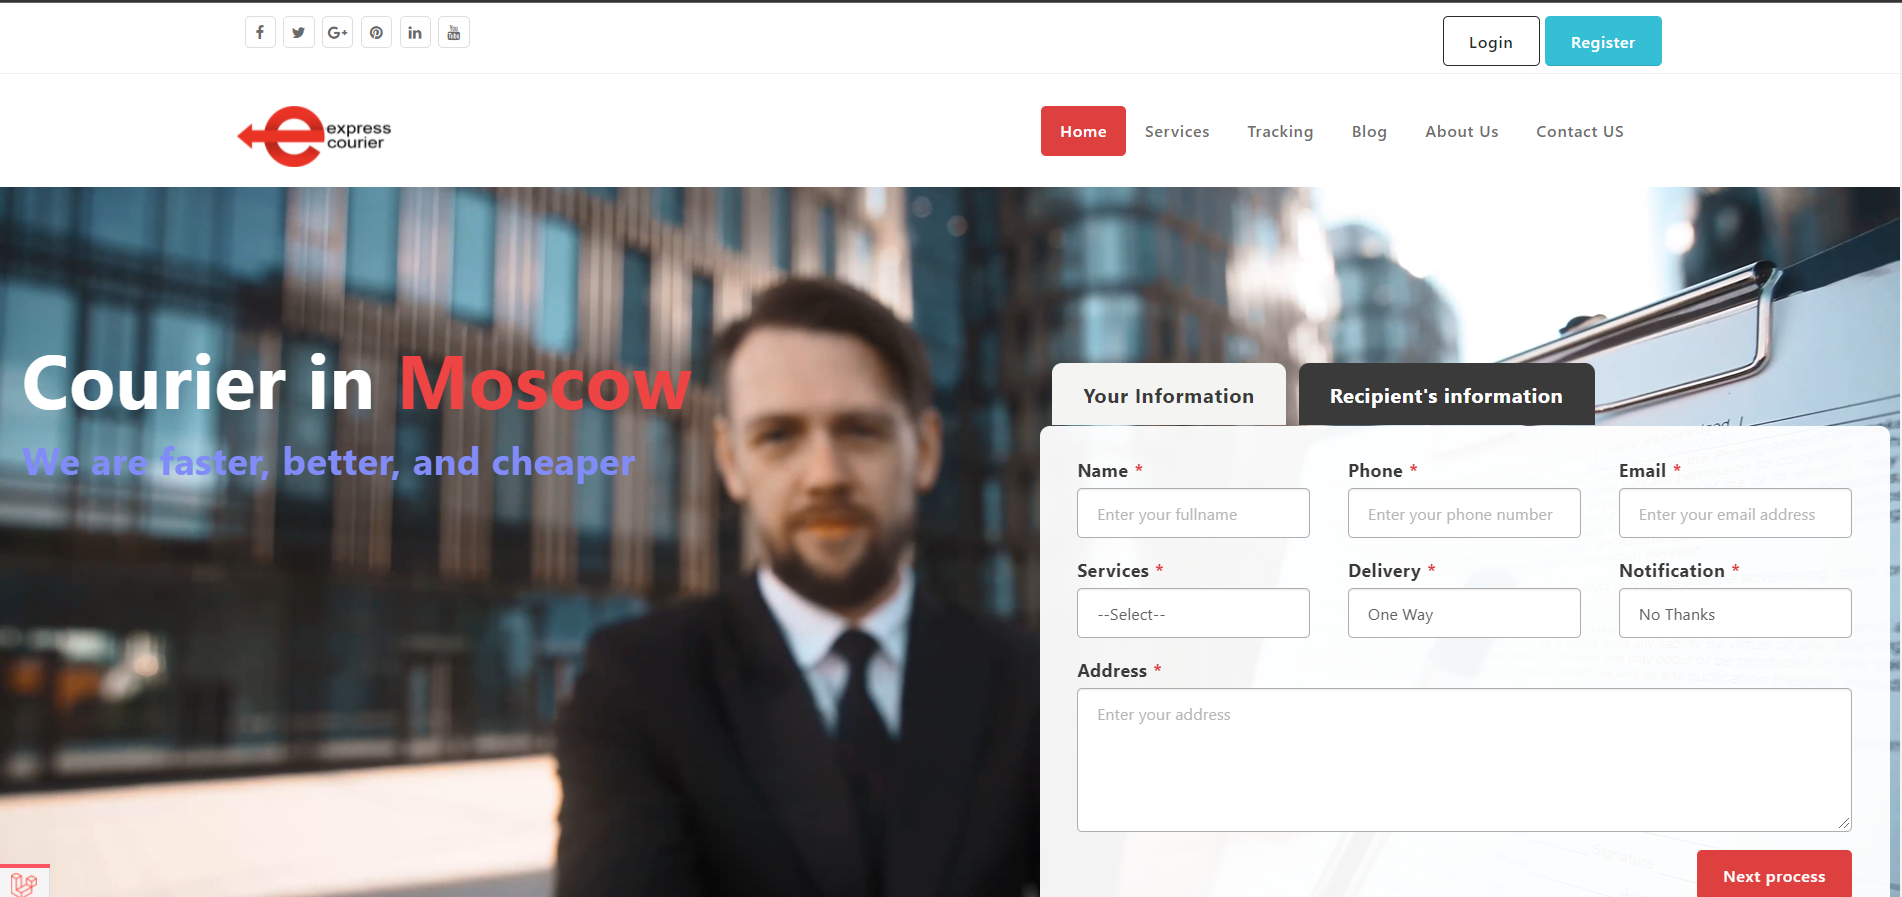 Login
Register
express
courier
Home
Services
Tracking
Blog
About Us
Contact US
Courier in Moscow
We are faster, better, and cheaper
Your Information
Recipient's information
Name *
Phone *
Email *
Enter your fullname
Enter your phone number
Enter your email address
Services *
Delivery *
Notification *
--Select--
One Way
No Thanks
Address *
Enter your address
Signature
Next process